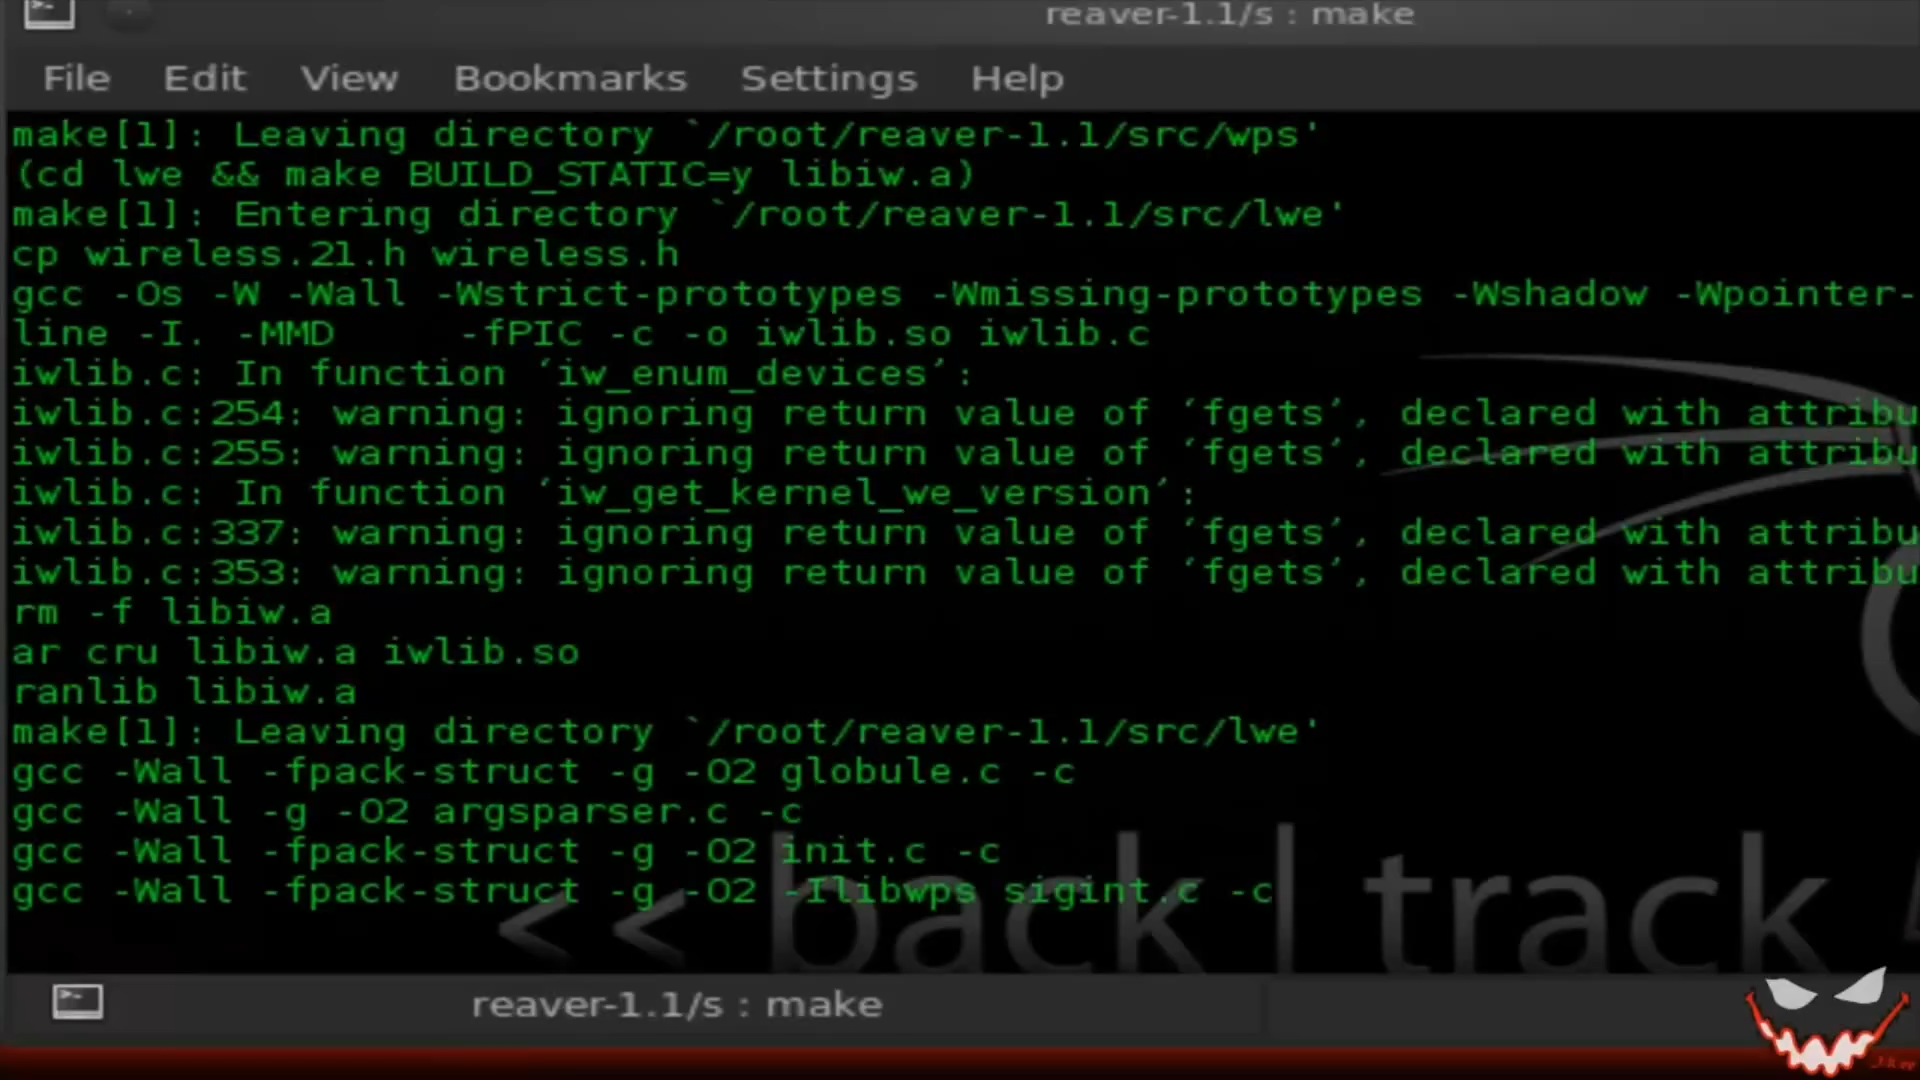 reaver-1.1/s : make
File Edit View Bookmarks Settings Help
make[1]: Leaving directory `/root/reaver-1.1/src/wps'
(cd lwe && make BUILD_STATIC=y libiw.a)
make[1]: Entering directory `/root/reaver-1.1/src/lwe'
cp wireless.21.h wireless.h
gcc -Os -W -Wall -Wstrict-prototypes -Wmissing-prototypes -Wshadow -Wpointer-
line -I. -MMD     -fPIC -c -o iwlib.so iwlib.c
iwlib.c: In function ‘iw_enum_devices’:
iwlib.c:254: warning: ignoring return value of ‘fgets’, declared with attribu
iwlib.c:255: warning: ignoring return value of ‘fgets’, declared with attribu
iwlib.c: In function ‘iw_get_kernel_we_version’:
iwlib.c:337: warning: ignoring return value of ‘fgets’, declared with attribu
iwlib.c:353: warning: ignoring return value of ‘fgets’, declared with attribu
rm -f libiw.a
ar cru libiw.a iwlib.so
ranlib libiw.a
make[1]: Leaving directory `/root/reaver-1.1/src/lwe'
gcc -Wall -fpack-struct -g -O2 globule.c -c
gcc -Wall -g -O2 argsparser.c -c
gcc -Wall -fpack-struct -g -O2 init.c -c
gcc -Wall -fpack-struct -g -O2 -Ilibwps sigint.c -c
<< back | track
reaver-1.1/s : make